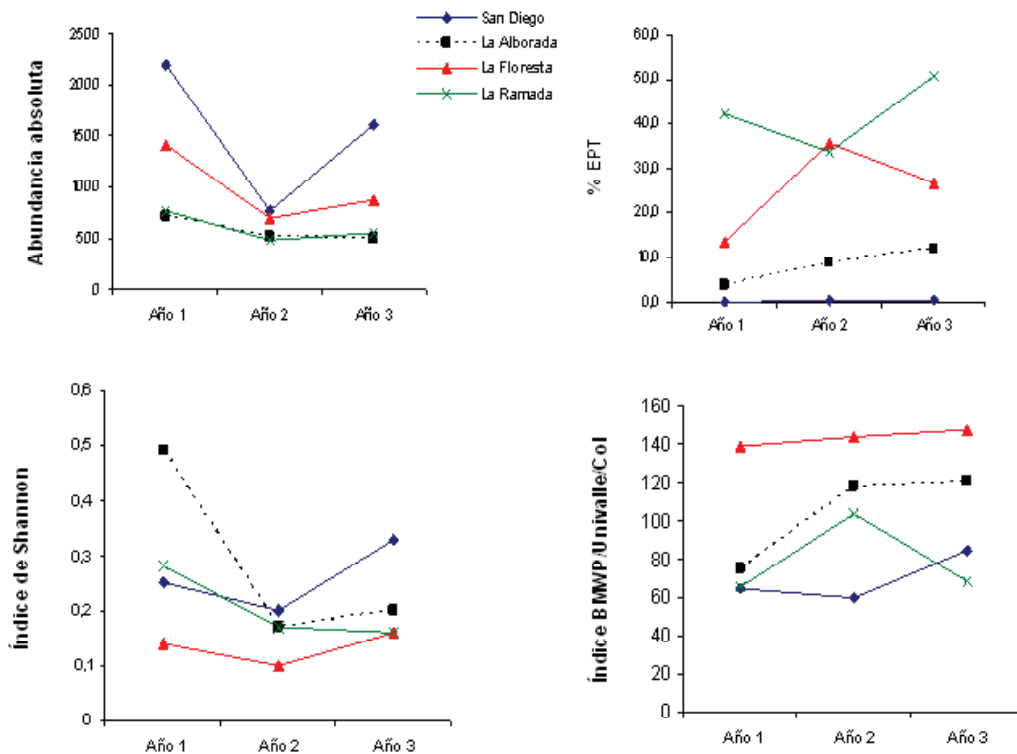 San Diego
La Alborada
La Floresta
La Ramada
Abundancia absoluta
2500
2000
1500
1000
500
0
Año 1 Año 2 Año 3
% EPT
60,0
50,0
40,0
30,0
20,0
10,0
0,0
Año 1 Año 2 Año 3
Índice de Shannon
0,6
0,5
0,4
0,3
0,2
0,1
0
Año 1 Año 2 Año 3
Índice BMWP/Univalle/Col
160
140
120
100
80
60
40
20
0
Año 1 Año 2 Año 3